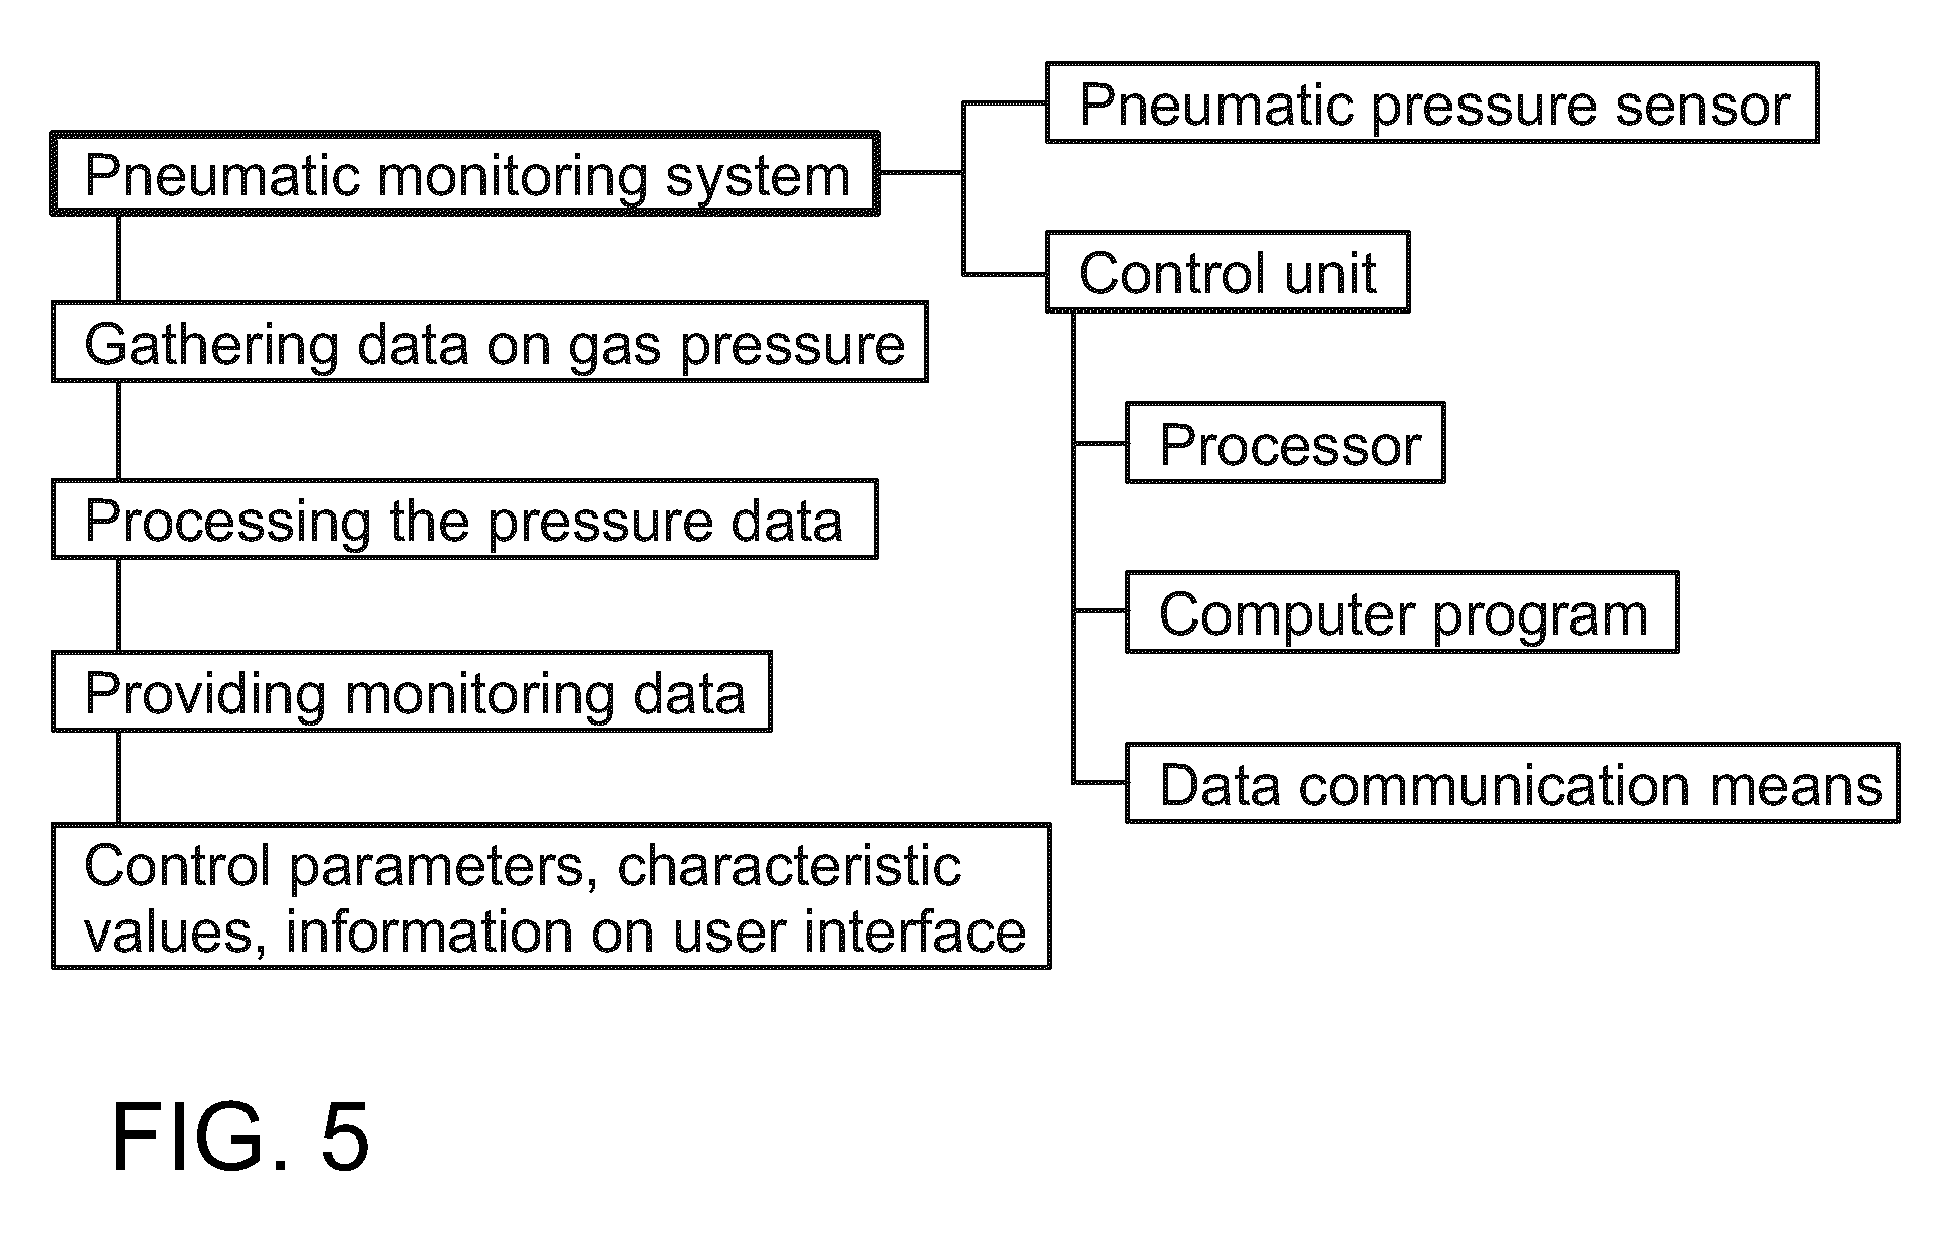 Pneumatic monitoring system
Gathering data on gas pressure
Processing the pressure data
Providing monitoring data
Control parameters, characteristic
values, information on user interface
Pneumatic pressure sensor
Control unit
Processor
Computer program
Data communication means
FIG. 5